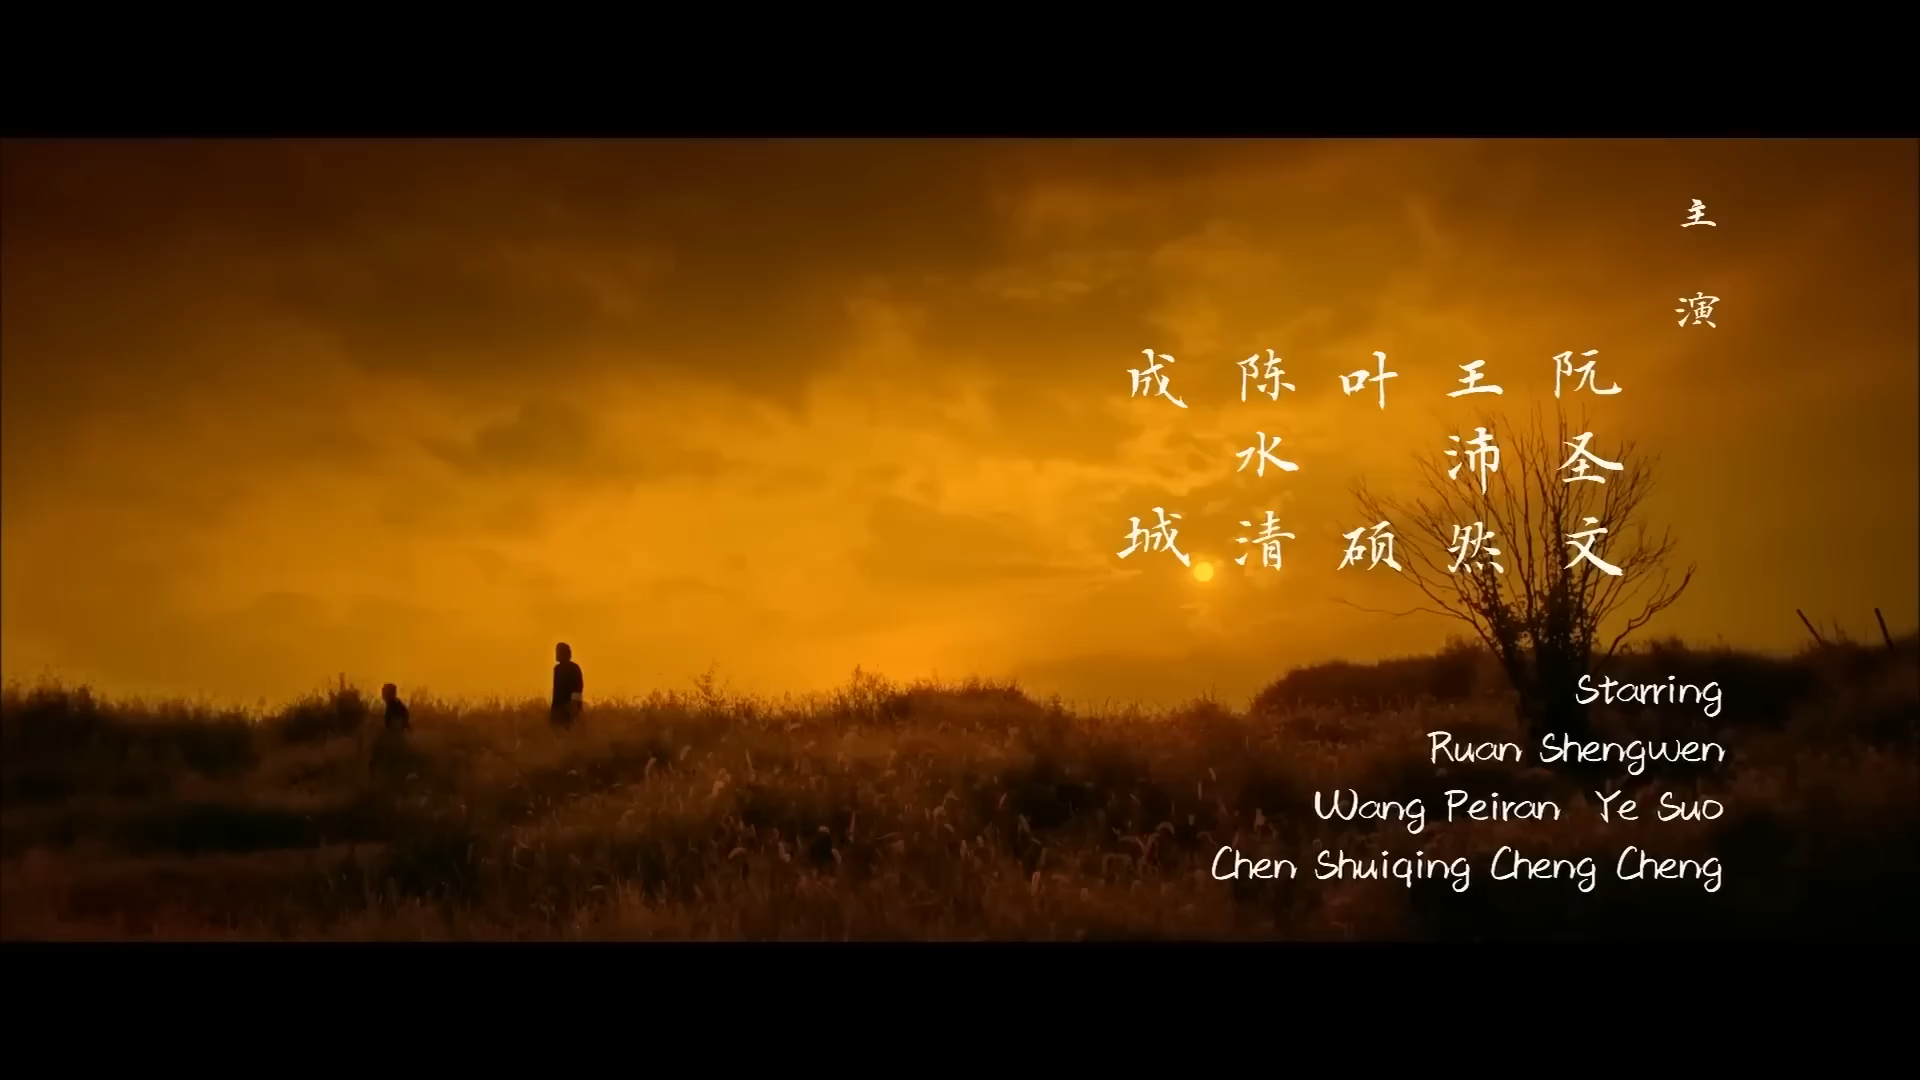 主演
阮圣文
王沛然
叶硕
陈水清
成城
Starring
Ruan Shengwen
Wang Peiran Ye Suo
Chen Shuiqing Cheng Cheng